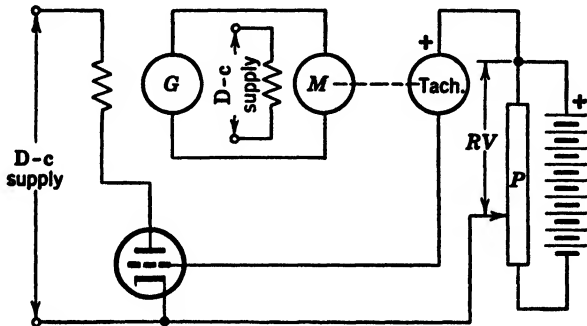 D-c
supply
G
D-c
supply
M
+
Tach.
RV
P
+